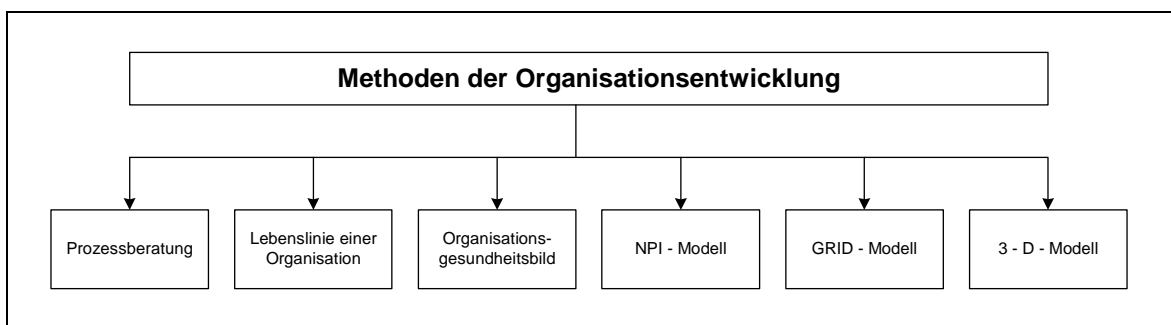 Methoden der Organisationsentwicklung
Prozessberatung
Lebenslinie einer
Organisation
Organisations-
gesundheitsbild
NPI - Modell
GRID - Modell
3 - D - Modell